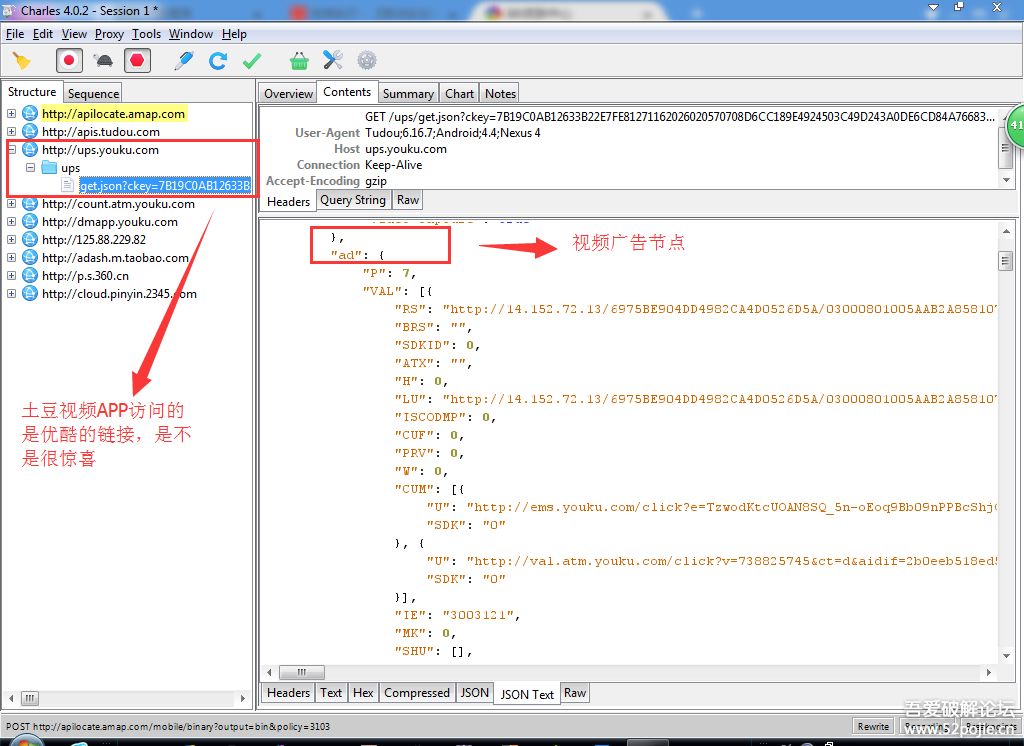 Charles 4.0.2 - Session 1 *
File Edit View Proxy Tools Window Help
Structure Sequence
http://apilocate.amap.com
http://apis.tudou.com
http://ups.youku.com
ups
get.json?ckey=7B19C0AB12633B
http://count.atm.youku.com
http://dmapp.youku.com
http://125.88.229.82
http://adash.m.taobao.com
http://p.s.360.cn
http://cloud.pinyin.2345.com
土豆视频APP访问的
是优酷的链接，是不
是很惊喜
Overview Contents Summary Chart Notes
GET /ups/get.json?ckey=7B19C0AB12633B22E7FE81271162026020570708D6CC189E4924503C49D243A0DE6CD84A76683...
User-Agent Tudou;6.16.7;Android;4.4;Nexus 4
Host ups.youku.com
Connection Keep-Alive
Accept-Encoding gzip
41
Headers Query String Raw
},
"ad": {
视频广告节点
"P": 7,
"VAL": [{
"RS": "http://14.152.72.13/6975BE904DD4982CA4D0526D5A/03000801005AAB2A858107
"BRS": "",
"SDKID": 0,
"ATX": "",
"H": 0,
"LU": "http://14.152.72.13/6975BE904DD4982CA4D0526D5A/03000801005AAB2A858107
"ISCODMP": 0,
"CUF": 0,
"PRV": 0,
"W": 0,
"CUM": [{
"U": "http://ems.youku.com/click?e=TzwodKtcUOAN8SQ_5n-oEoq9Bb09nPPBcShj
"SDK": "0"
}, {
"U": "http://val.atm.youku.com/click?v=738825745&ct=d&aidif=2b0eeb518ed
"SDK": "0"
}],
"IE": "3003121",
"MK": 0,
"SHU": [],
Headers Text Hex Compressed JSON JSON Text Raw
POST http://apilocate.amap.com/mobile/binary?output=bin&policy=3103
Rewrite
吾爱破解论坛
www.52pojie.cn